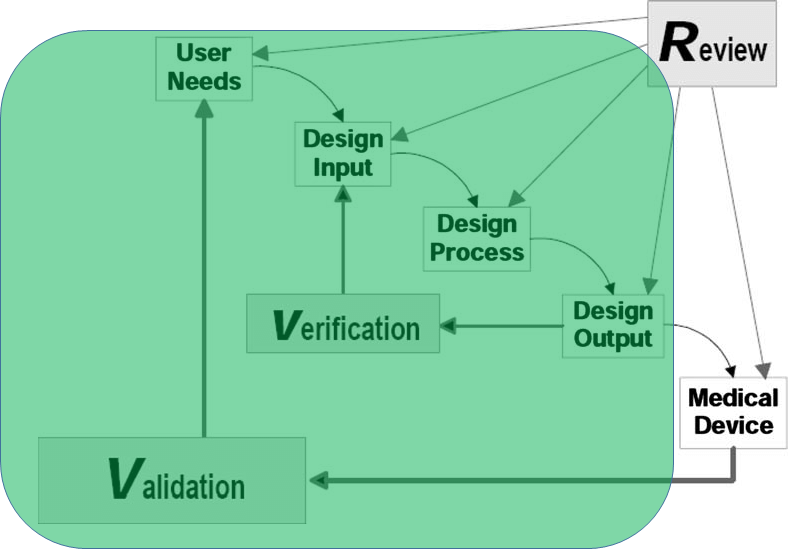 User
Needs
Review
Design
Input
Design
Process
Verification
Design
Output
Medical
Device
Validation